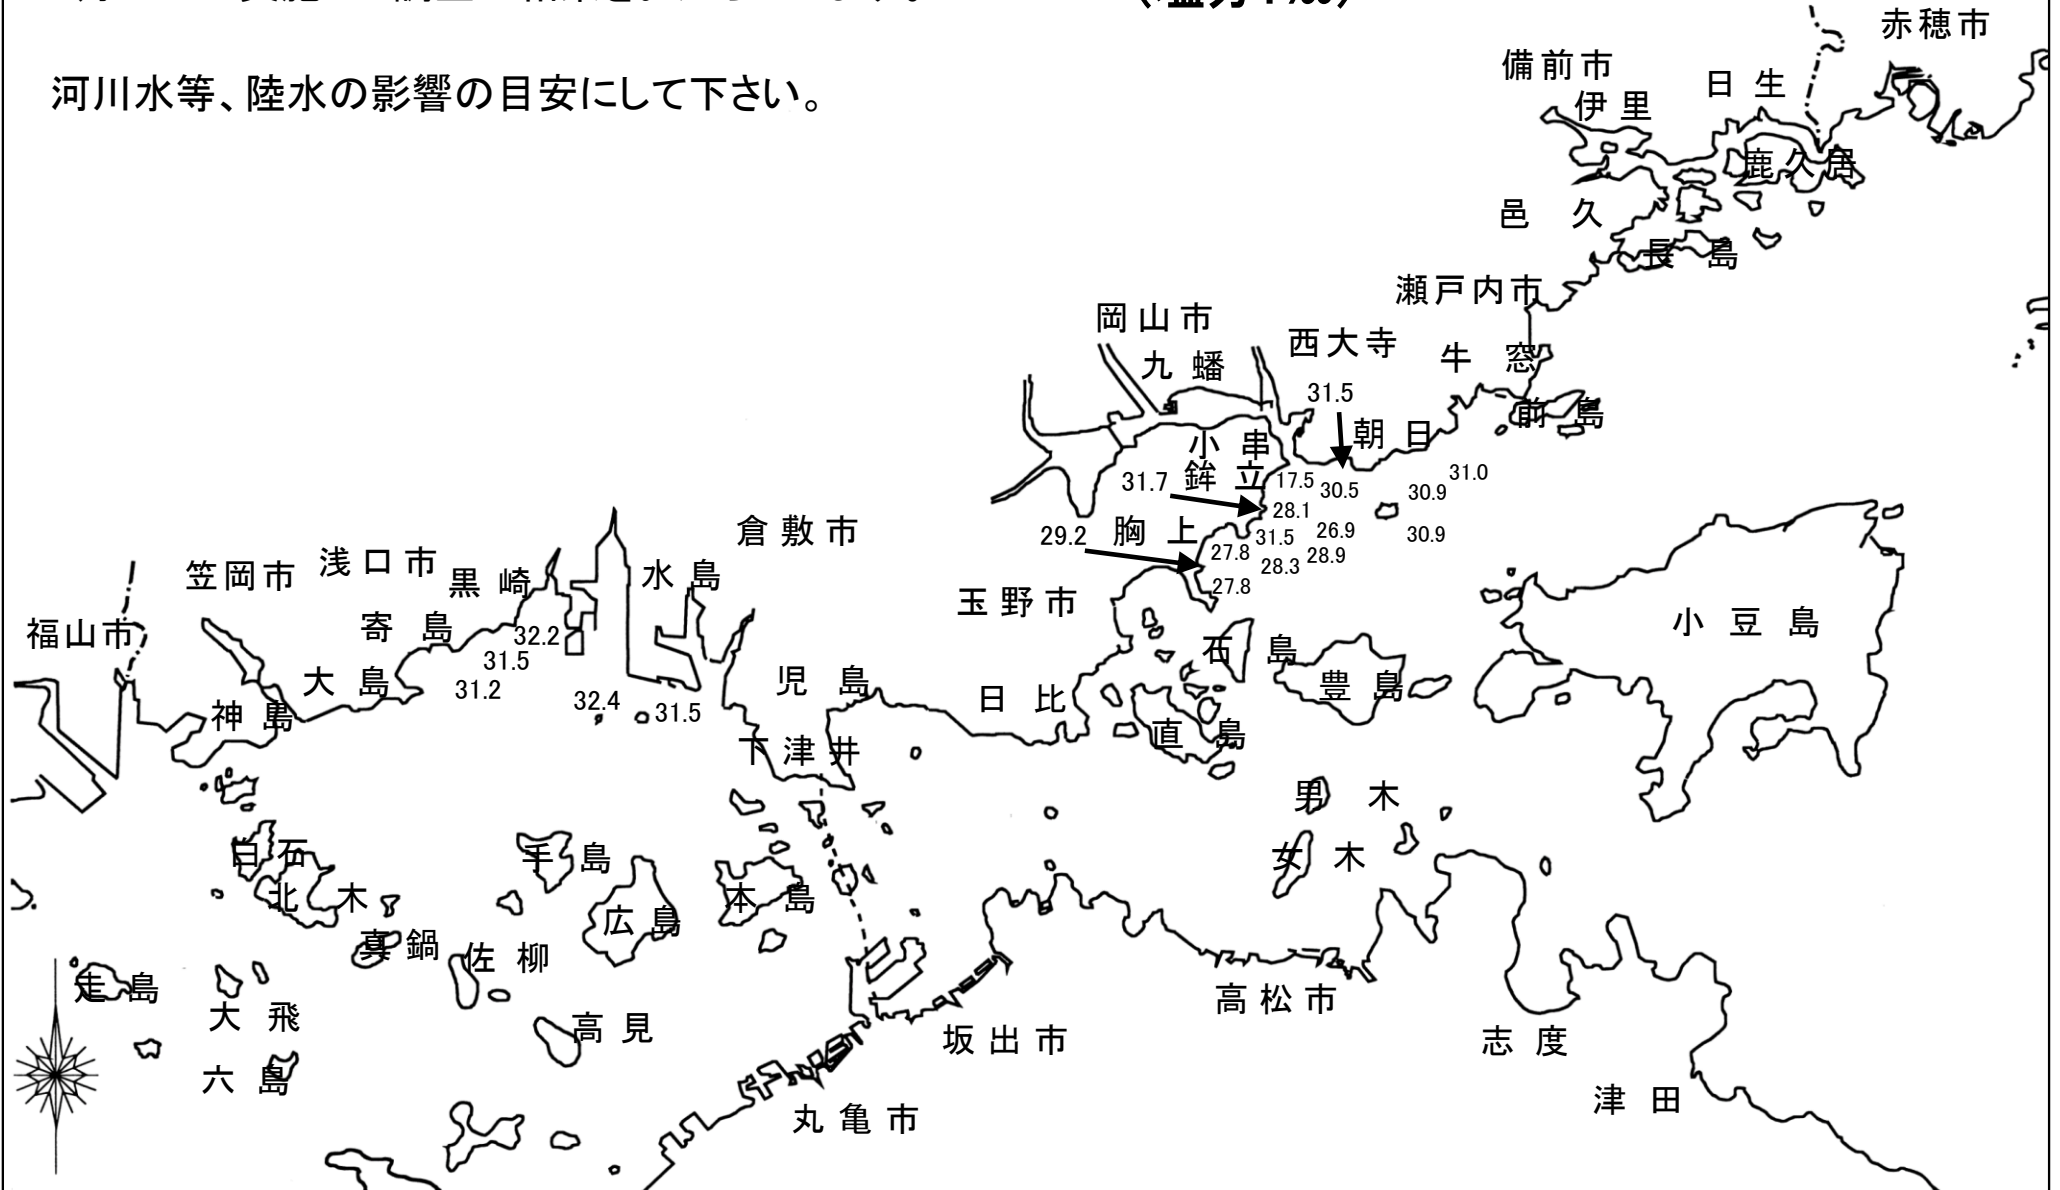 河川水等、陸水の影響の目安にして下さい。
赤穂市
備前市
日生
伊里
鹿久居
邑久
長島
瀬戸内市
岡山市
西大寺
九蟠
牛窓
31.5
前島
朝日
小串
31.0
31.7
鉾立
17.5
30.5
30.9
28.1
29.2
胸上
31.5
26.9
30.9
倉敷市
27.8
28.3
28.9
27.8
笠岡市
浅口市
黒崎
水島
玉野市
福山市
寄島
32.2
小豆島
31.5
石島
大島
31.2
児島
日比
豊島
32.4
31.5
神島
直島
下津井
男木
白石
手島
女木
北木
本島
広島
真鍋
佐柳
走島
大飛
高見
高松市
坂出市
志度
六島
丸亀市
津田